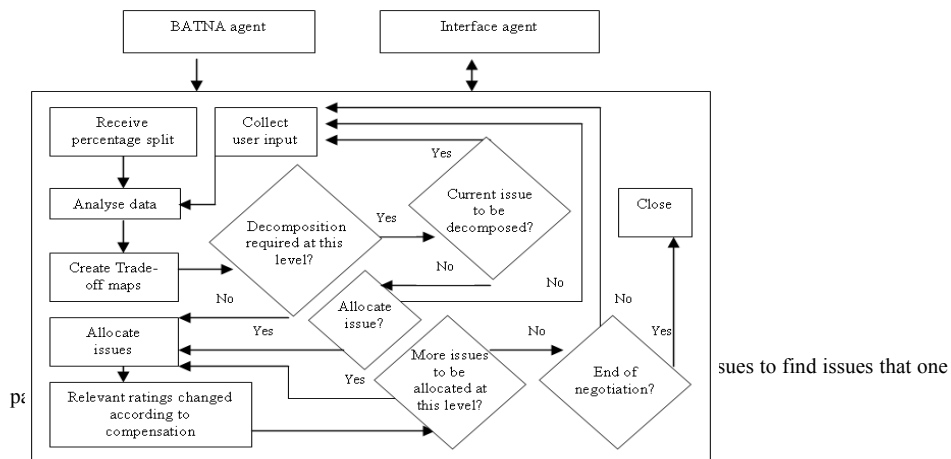 BATNA agent
Interface agent
Receive
percentage split
Collect
user input
Yes
Analyse data
Current issue
to be
decomposed?
Close
Decomposition
required at this
level?
Yes
Create Trade-
off maps
No
No
No
Allocate
issue?
No
Allocate
issues
Yes
No
Yes
More issues
to be
allocated at
this level?
Yes
End of
negotiation?
sues to find issues that one
Relevant ratings changed
according to
compensation